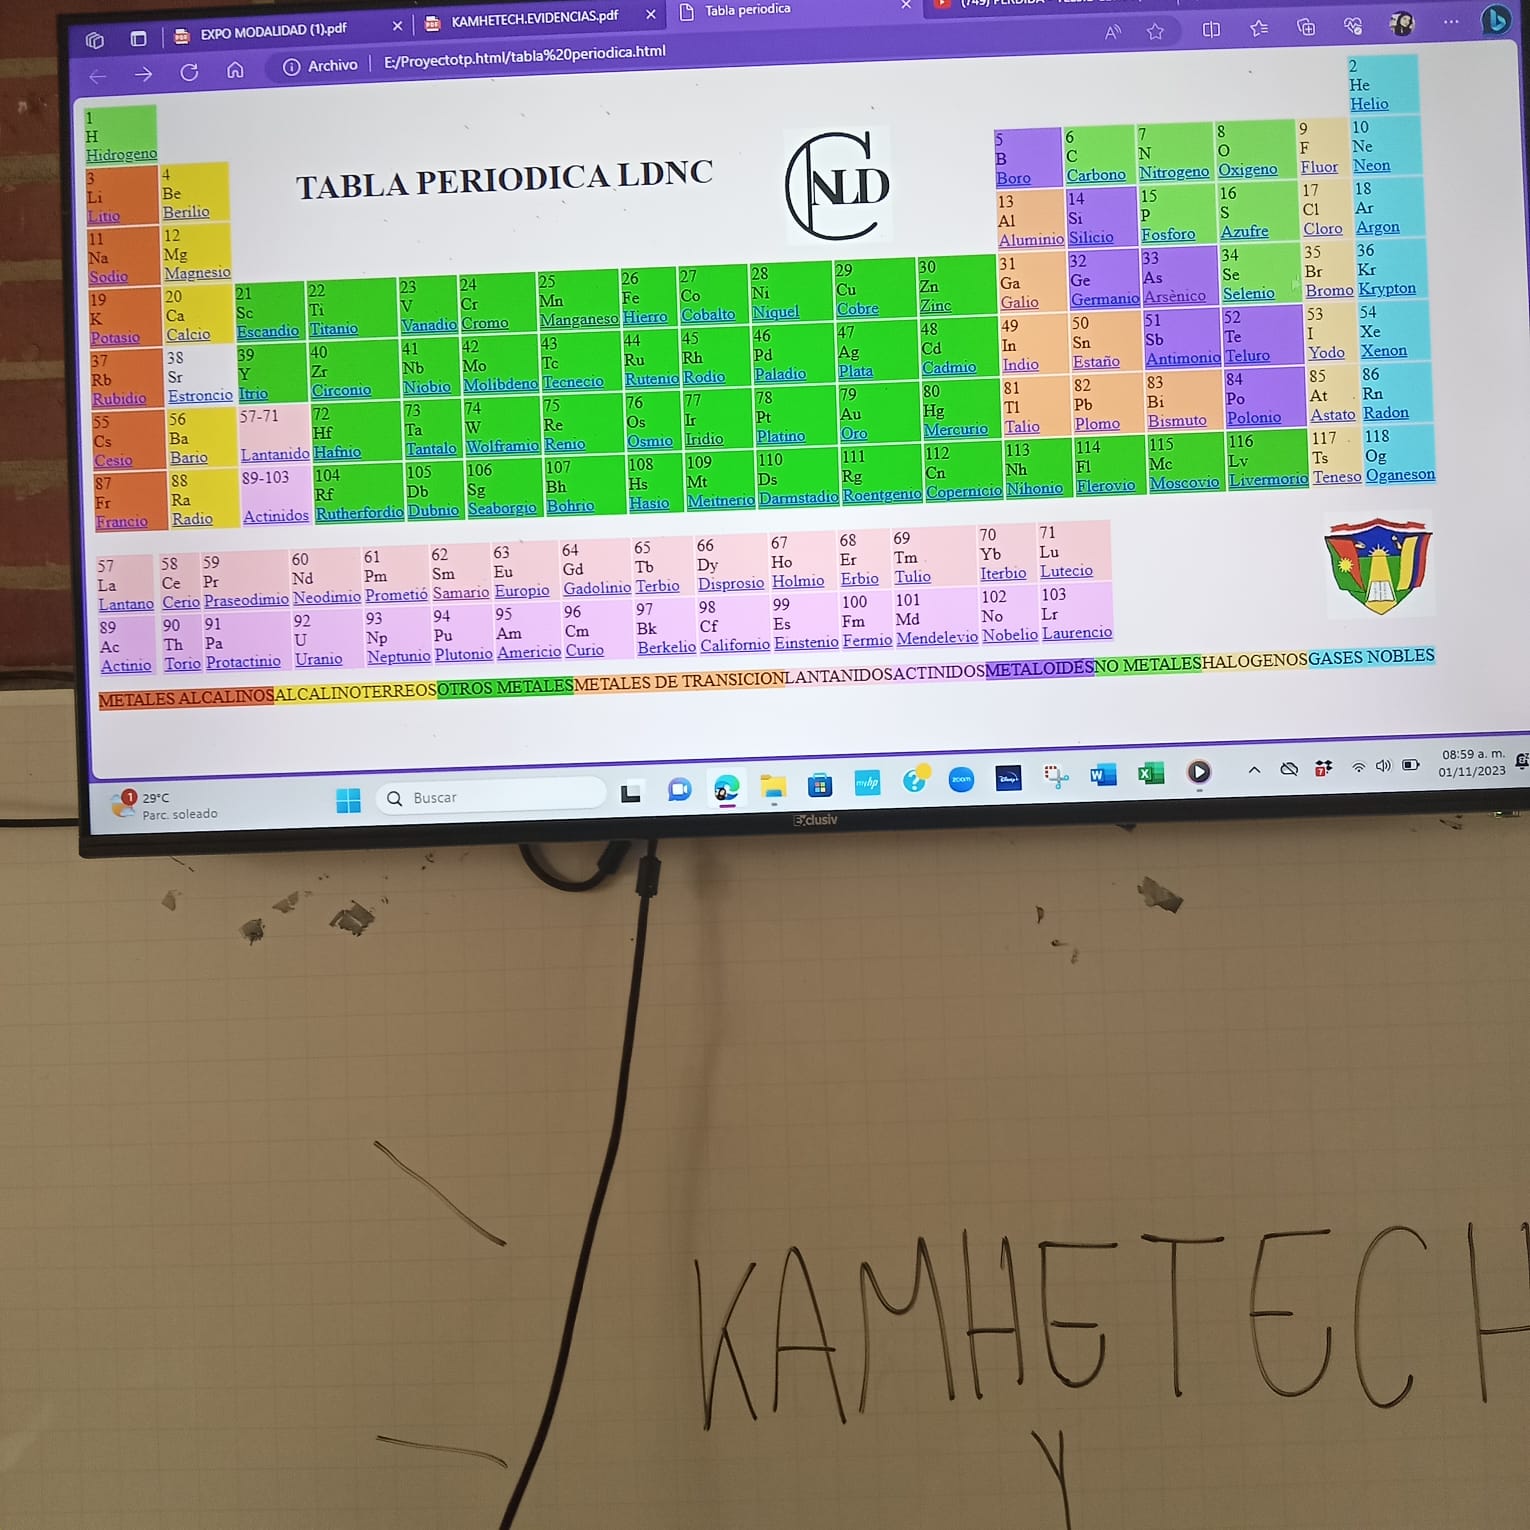 EXPO MODALIDAD (1).pdf
KAMHETECH.EVIDENCIAS.pdf
Tabla periodica
Archivo
E:/Proyectotp.html/tabla%20periodica.html
TABLA PERIODICA LDNC
CNLD
1 H Hidrogeno
2 He Helio
3 Li Litio
4 Be Berilio
5 B Boro
6 C Carbono
7 N Nitrogeno
8 O Oxigeno
9 F Fluor
10 Ne Neon
11 Na Sodio
12 Mg Magnesio
13 Al Aluminio
14 Si Silicio
15 P Fosforo
16 S Azufre
17 Cl Cloro
18 Ar Argon
19 K Potasio
20 Ca Calcio
21 Sc Escandio
22 Ti Titanio
23 V Vanadio
24 Cr Cromo
25 Mn Manganeso
26 Fe Hierro
27 Co Cobalto
28 Ni Niquel
29 Cu Cobre
30 Zn Zinc
31 Ga Galio
32 Ge Germanio
33 As Arsènico
34 Se Selenio
35 Br Bromo
36 Kr Krypton
37 Rb Rubidio
38 Sr Estroncio
39 Y Itrio
40 Zr Circonio
41 Nb Niobio
42 Mo Molibdeno
43 Tc Tecnecio
44 Ru Rutenio
45 Rh Rodio
46 Pd Paladio
47 Ag Plata
48 Cd Cadmio
49 In Indio
50 Sn Estaño
51 Sb Antimonio
52 Te Teluro
53 I Yodo
54 Xe Xenon
55 Cs Cesio
56 Ba Bario
57-71 Lantanido
72 Hf Hafnio
73 Ta Tantalo
74 W Wolframio
75 Re Renio
76 Os Osmio
77 Ir Iridio
78 Pt Platino
79 Au Oro
80 Hg Mercurio
81 Tl Talio
82 Pb Plomo
83 Bi Bismuto
84 Po Polonio
85 At Astato
86 Rn Radon
87 Fr Francio
88 Ra Radio
89-103 Actinidos
104 Rf Rutherfordio
105 Db Dubnio
106 Sg Seaborgio
107 Bh Bohrio
108 Hs Hasio
109 Mt Meitnerio
110 Ds Darmstadio
111 Rg Roentgenio
112 Cn Copernicio
113 Nh Nihonio
114 Fl Flerovio
115 Mc Moscovio
116 Lv Livermorio
117 Ts Teneso
118 Og Oganeson
57 La Lantano
58 Ce Cerio
59 Pr Praseodimio
60 Nd Neodimio
61 Pm Prometió
62 Sm Samario
63 Eu Europio
64 Gd Gadolinio
65 Tb Terbio
66 Dy Disprosio
67 Ho Holmio
68 Er Erbio
69 Tm Tulio
70 Yb Iterbio
71 Lu Lutecio
89 Ac Actinio
90 Th Torio
91 Pa Protactinio
92 U Uranio
93 Np Neptunio
94 Pu Plutonio
95 Am Americio
96 Cm Curio
97 Bk Berkelio
98 Cf Californio
99 Es Einstenio
100 Fm Fermio
101 Md Mendelevio
102 No Nobelio
103 Lr Laurencio
METALES ALCALINOSALCALINOTERREOSOTROS METALESMETALES DE TRANSICIONLANTANIDOSACTINIDOSMETALOIDESNO METALESHALOGENOSGASES NOBLES
1
29°C
Parc. soleado
Buscar
myhp
zoom
Disney+
W
X
7
08:59 a. m.
01/11/2023
Exclusiv
KAMHETECH
Y